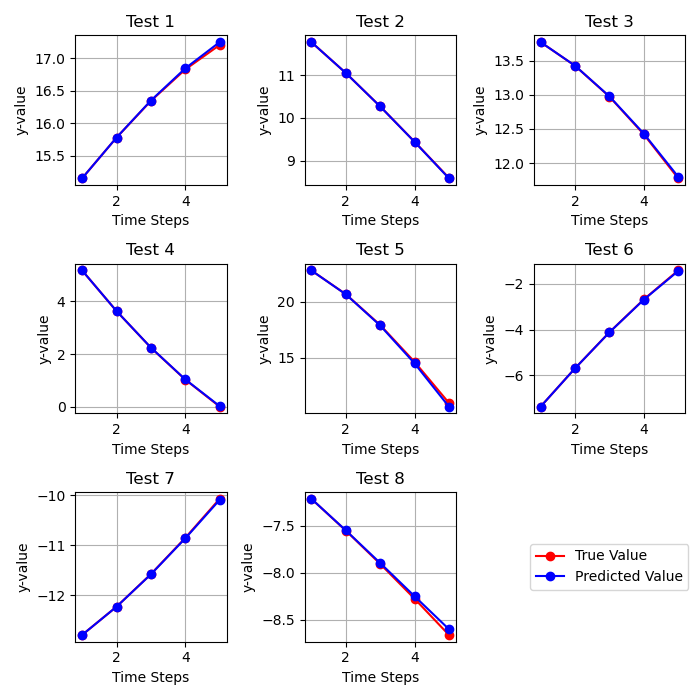 Test 1
17.0
16.5
16.0
15.5
y-value
2
4
Time Steps
Test 2
11
10
9
y-value
2
4
Time Steps
Test 3
13.5
13.0
12.5
12.0
y-value
2
4
Time Steps
Test 4
4
2
0
y-value
2
4
Time Steps
Test 5
20
15
y-value
2
4
Time Steps
Test 6
−2
−4
−6
y-value
2
4
Time Steps
Test 7
−10
−11
−12
y-value
2
4
Time Steps
Test 8
−7.5
−8.0
−8.5
y-value
2
4
Time Steps
True Value
Predicted Value